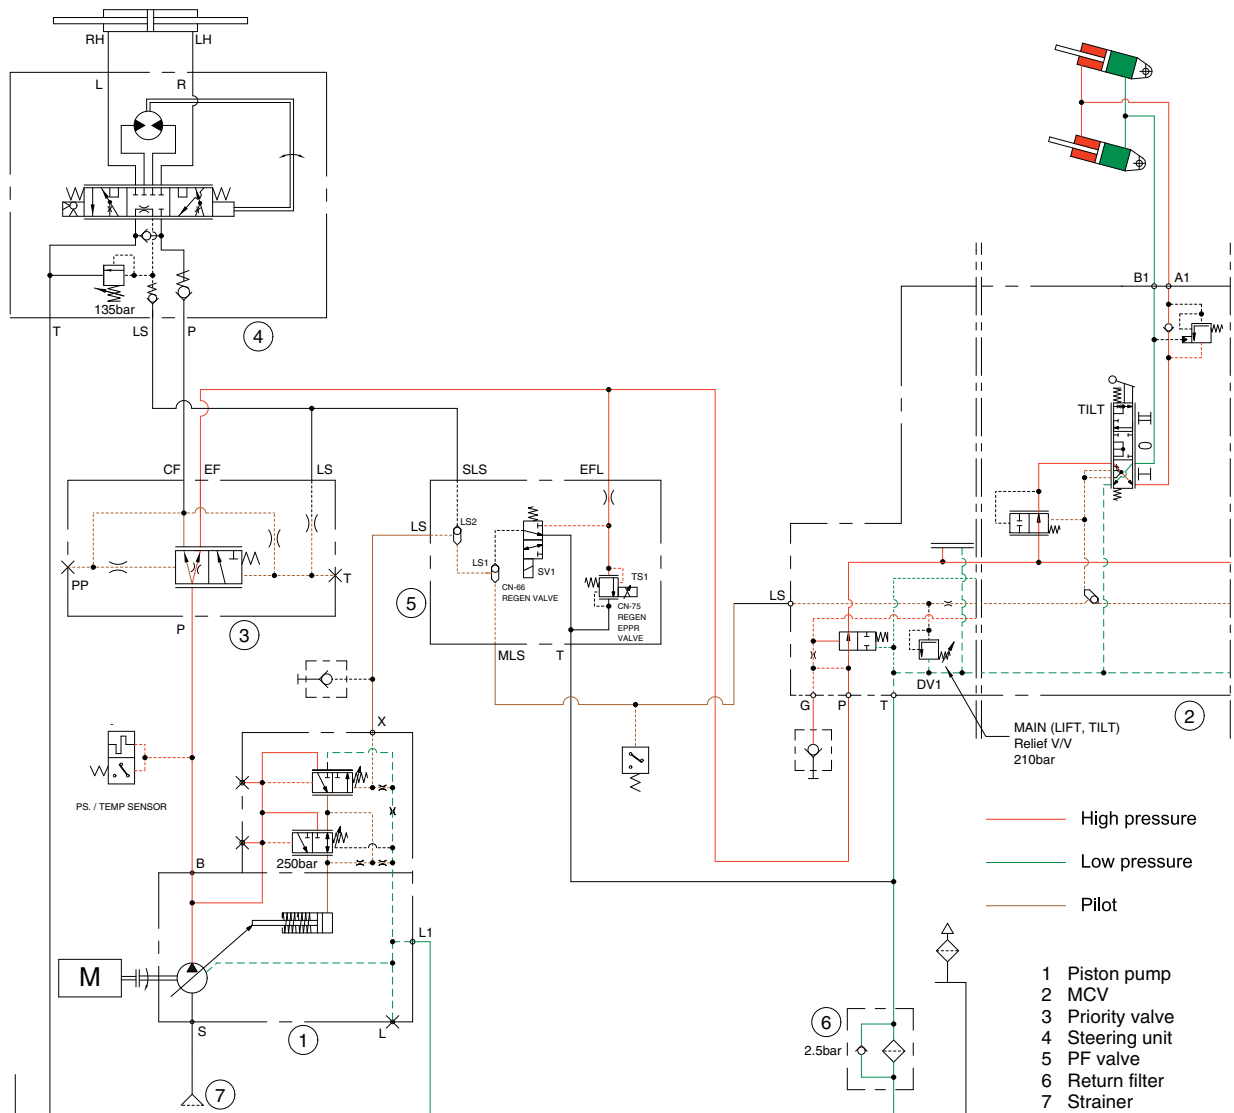 RH
LH
L
R
135bar
T
LS
P
4
B1
A1
TILT
CF
EF
LS
SLS
EFL
LS
LS2
LS1
SV1
TS1
CN-66
REGEN VALVE
CN-75
REGEN
EPPR
VALVE
PP
T
5
P
3
MLS
T
LS
DV1
G
P
T
2
MAIN (LIFT, TILT)
Relief V/V
210bar
X
PS. / TEMP SENSOR
250bar
B
High pressure
Low pressure
Pilot
L1
M
S
L
1
6
2.5bar
7
1 Piston pump
2 MCV
3 Priority valve
4 Steering unit
5 PF valve
6 Return filter
7 Strainer